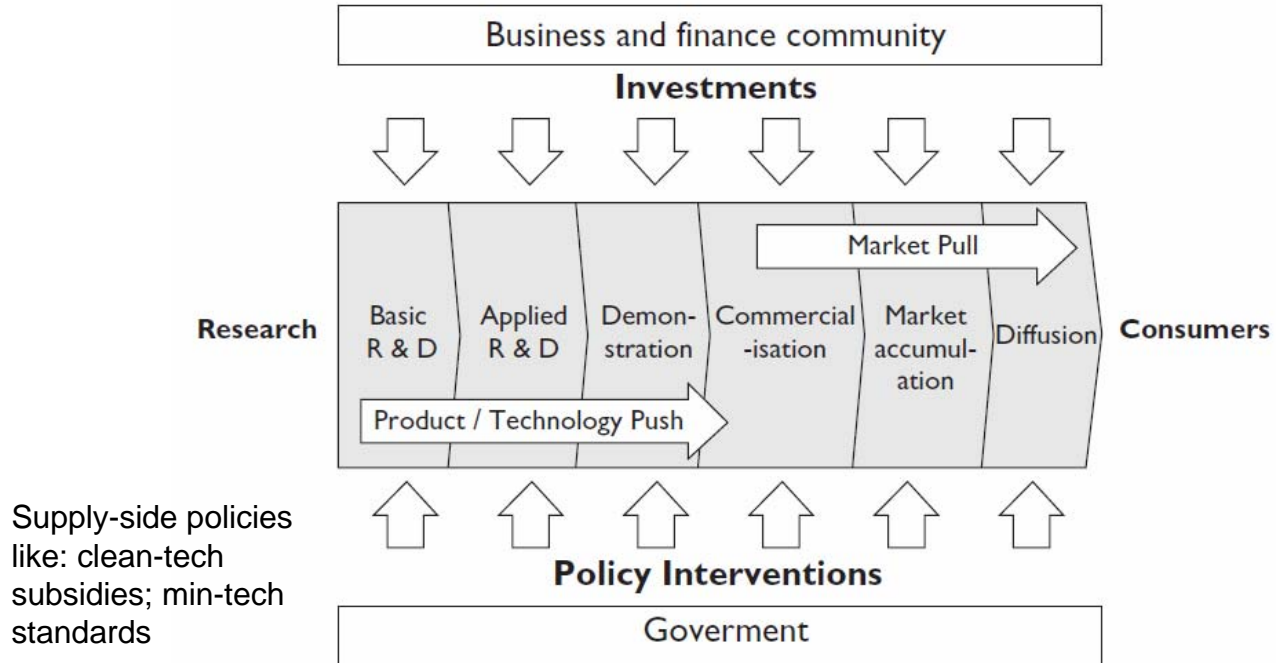 Business and finance community
Investments
Market Pull
Research
Basic
R & D
Applied
R & D
Demon-
stration
Commercial
-isation
Market
accumul-
ation
Diffusion
Consumers
Product / Technology Push
Supply-side policies
like: clean-tech
subsidies; min-tech
standards
Policy Interventions
Goverment